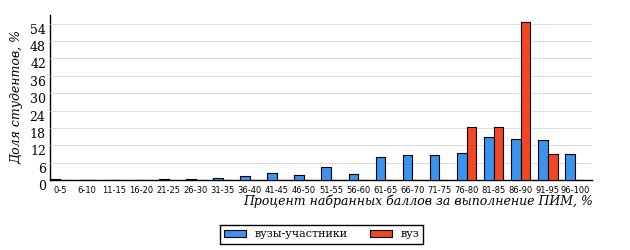 Доля студентов, %
54
48
42
36
30
24
18
12
6
0
0-5 6-10 11-15 16-20 21-25 26-30 31-35 36-40 41-45 46-50 51-55 56-60 61-65 66-70 71-75 76-80 81-85 86-90 91-95 96-100
Процент набранных баллов за выполнение ПИМ, %
вузы-участники вуз